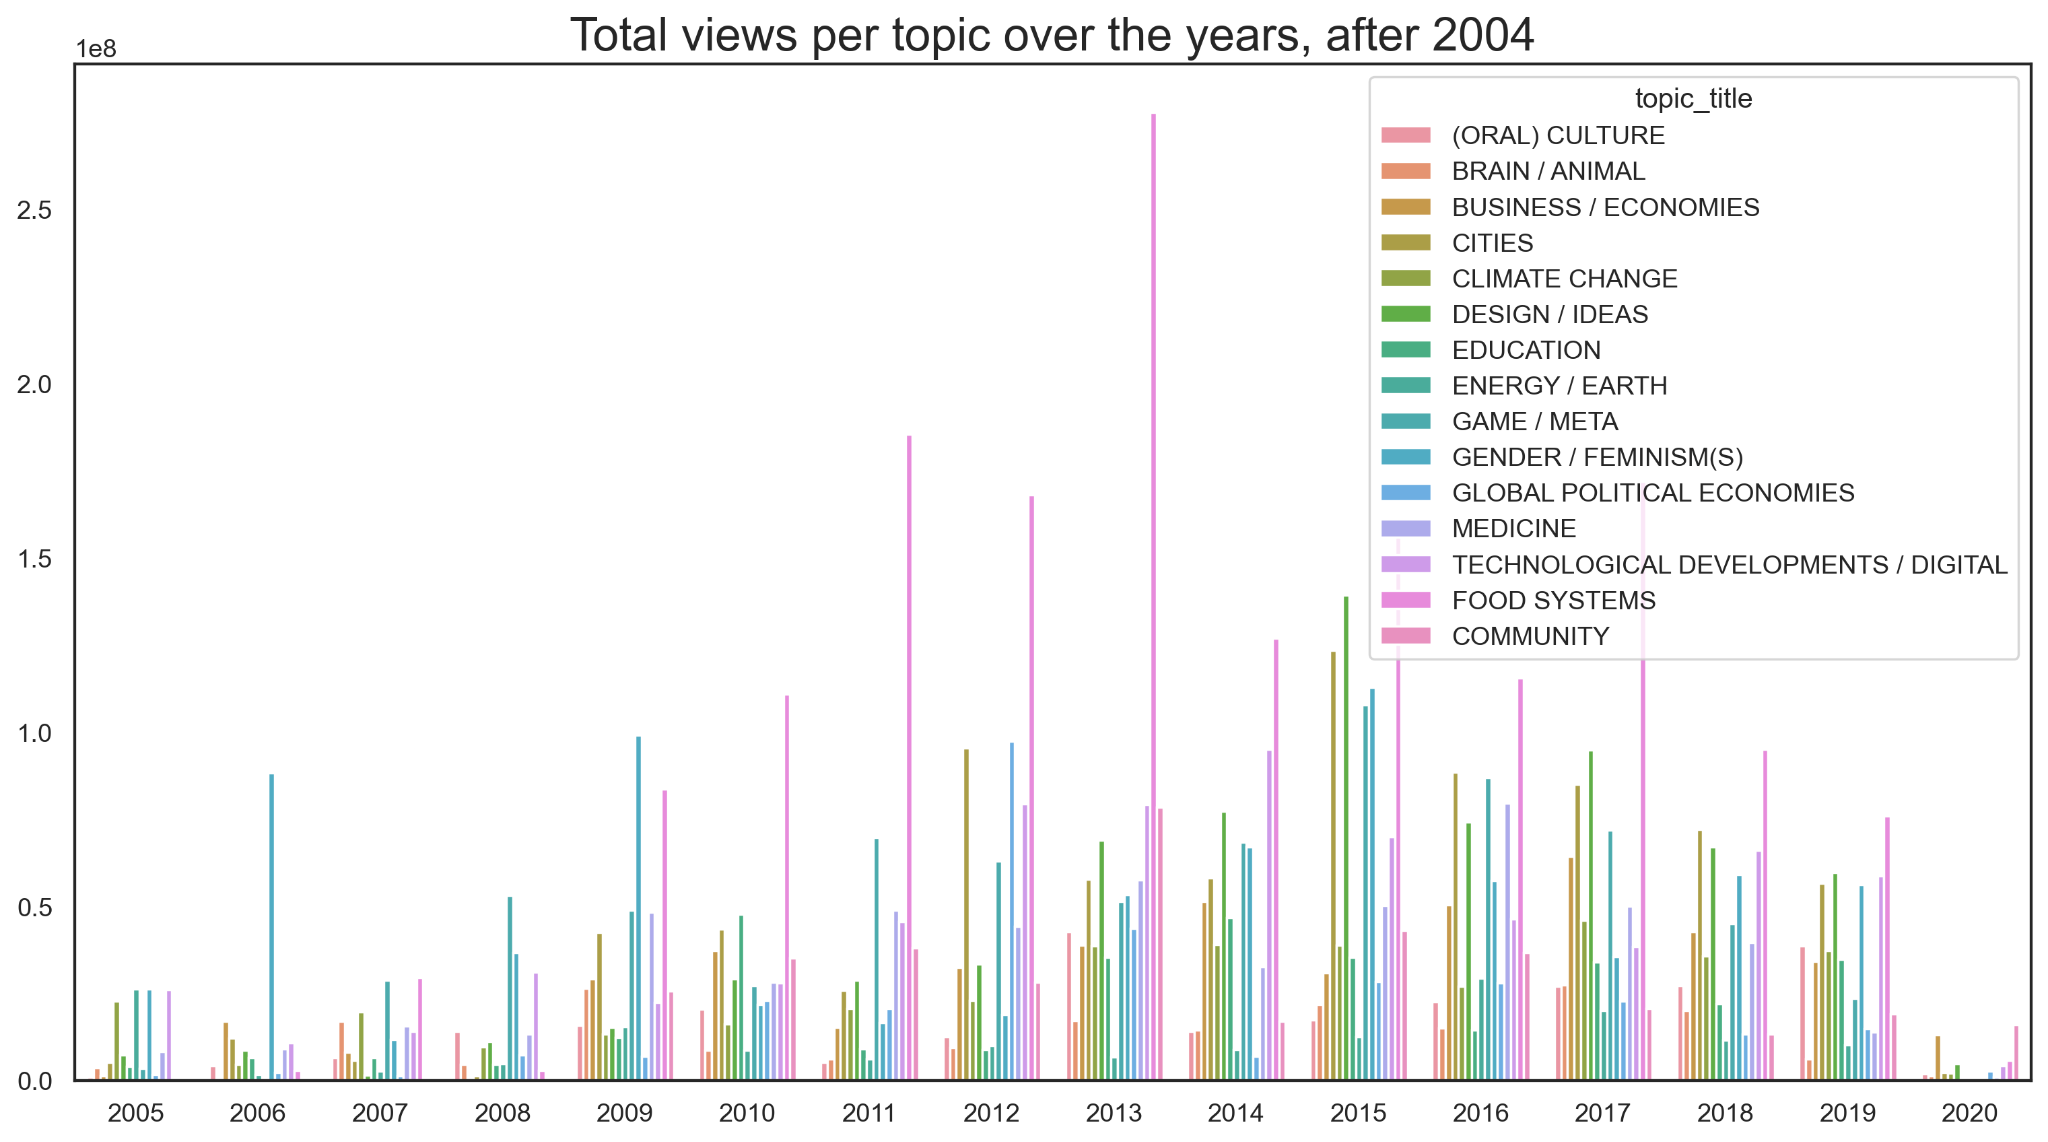 Total views per topic over the years, after 2004
1e8
topic_title
(ORAL) CULTURE
BRAIN / ANIMAL
BUSINESS / ECONOMIES
CITIES
CLIMATE CHANGE
DESIGN / IDEAS
EDUCATION
ENERGY / EARTH
GAME / META
GENDER / FEMINISM(S)
GLOBAL POLITICAL ECONOMIES
MEDICINE
TECHNOLOGICAL DEVELOPMENTS / DIGITAL
FOOD SYSTEMS
COMMUNITY
2.5
2.0
1.5
1.0
0.5
0.0
2005 2006 2007 2008 2009 2010 2011 2012 2013 2014 2015 2016 2017 2018 2019 2020